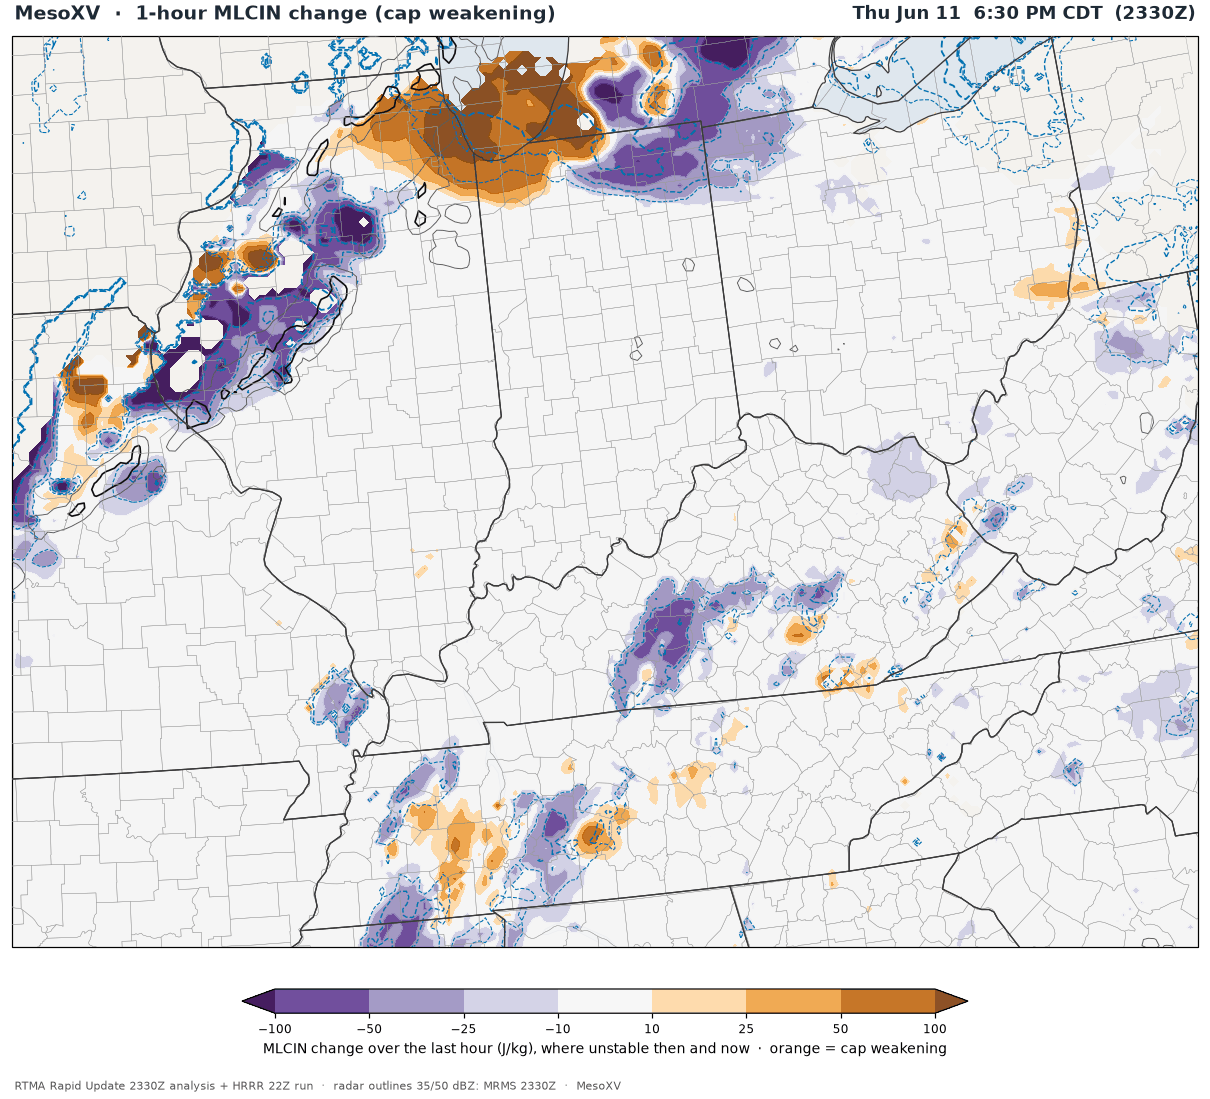 MesoXV · 1-hour MLCIN change (cap weakening)
Thu Jun 11 6:30 PM CDT (2330Z)
−100 −50 −25 −10 10 25 50 100
MLCIN change over the last hour (J/kg), where unstable then and now · orange = cap weakening
RTMA Rapid Update 2330Z analysis + HRRR 22Z run · radar outlines 35/50 dBZ: MRMS 2330Z · MesoXV